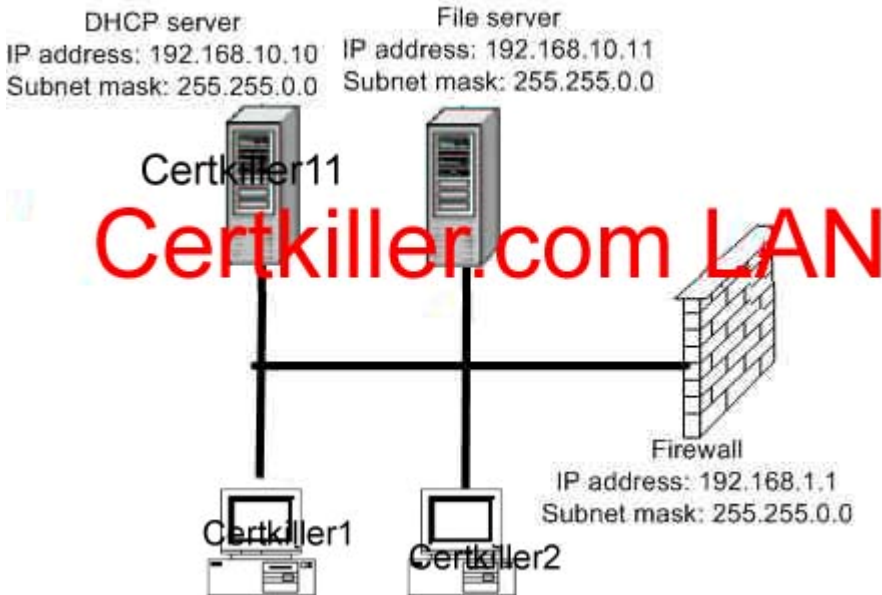 DHCP server
IP address: 192.168.10.10
Subnet mask: 255.255.0.0
File server
IP address: 192.168.10.11
Subnet mask: 255.255.0.0
Certkiller11
Certkiller.com LAN
Firewall
IP address: 192.168.1.1
Subnet mask: 255.255.0.0
Certkiller1
Certkiller2